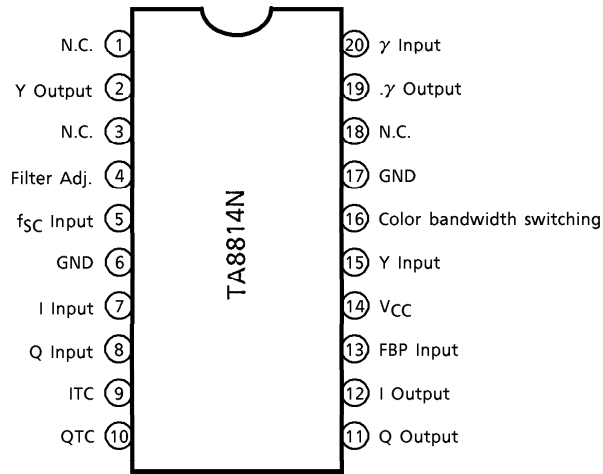 N.C. 1
Y Output 2
N.C. 3
Filter Adj. 4
fSC Input 5
GND 6
I Input 7
Q Input 8
ITC 9
QTC 10
TA8814N
20 γ Input
19 .γ Output
18 N.C.
17 GND
16 Color bandwidth switching
15 Y Input
14 VCC
13 FBP Input
12 I Output
11 Q Output